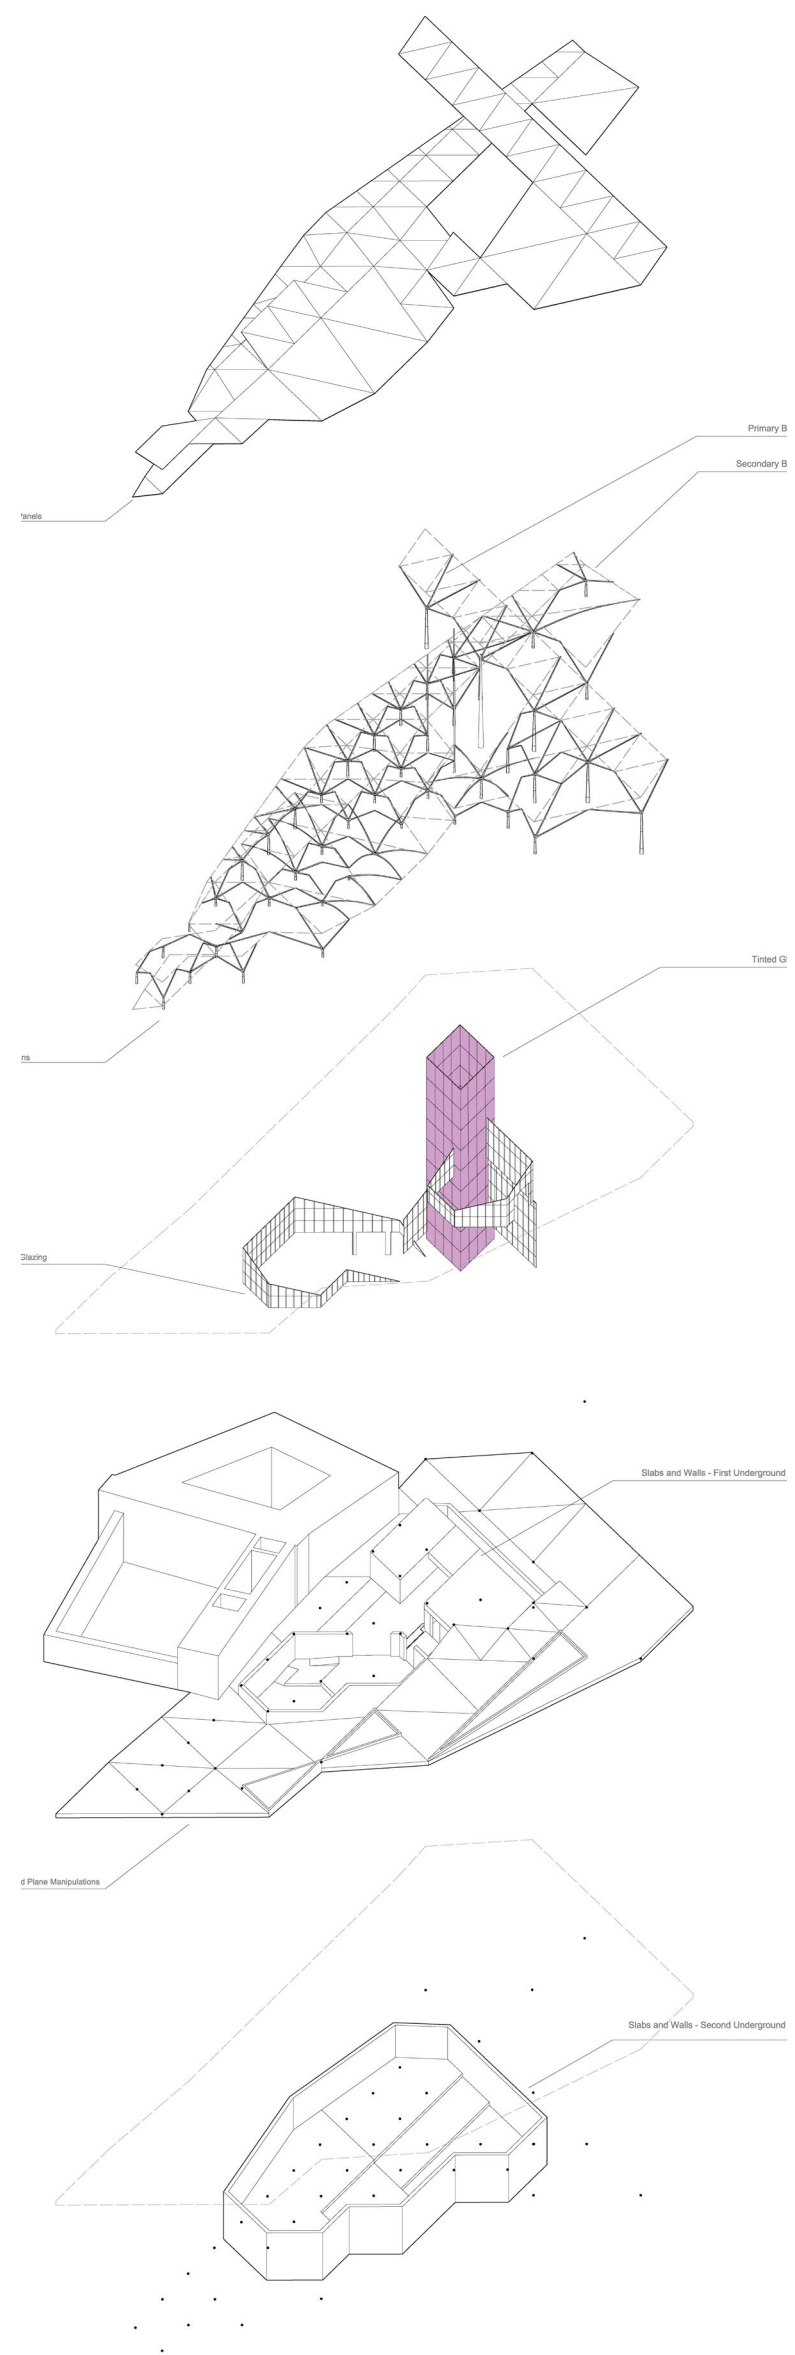 Primary B
Secondary B
Panels
ns
Tinted Gl
Glazing
Slabs and Walls - First Underground
d Plane Manipulations
Slabs and Walls - Second Underground